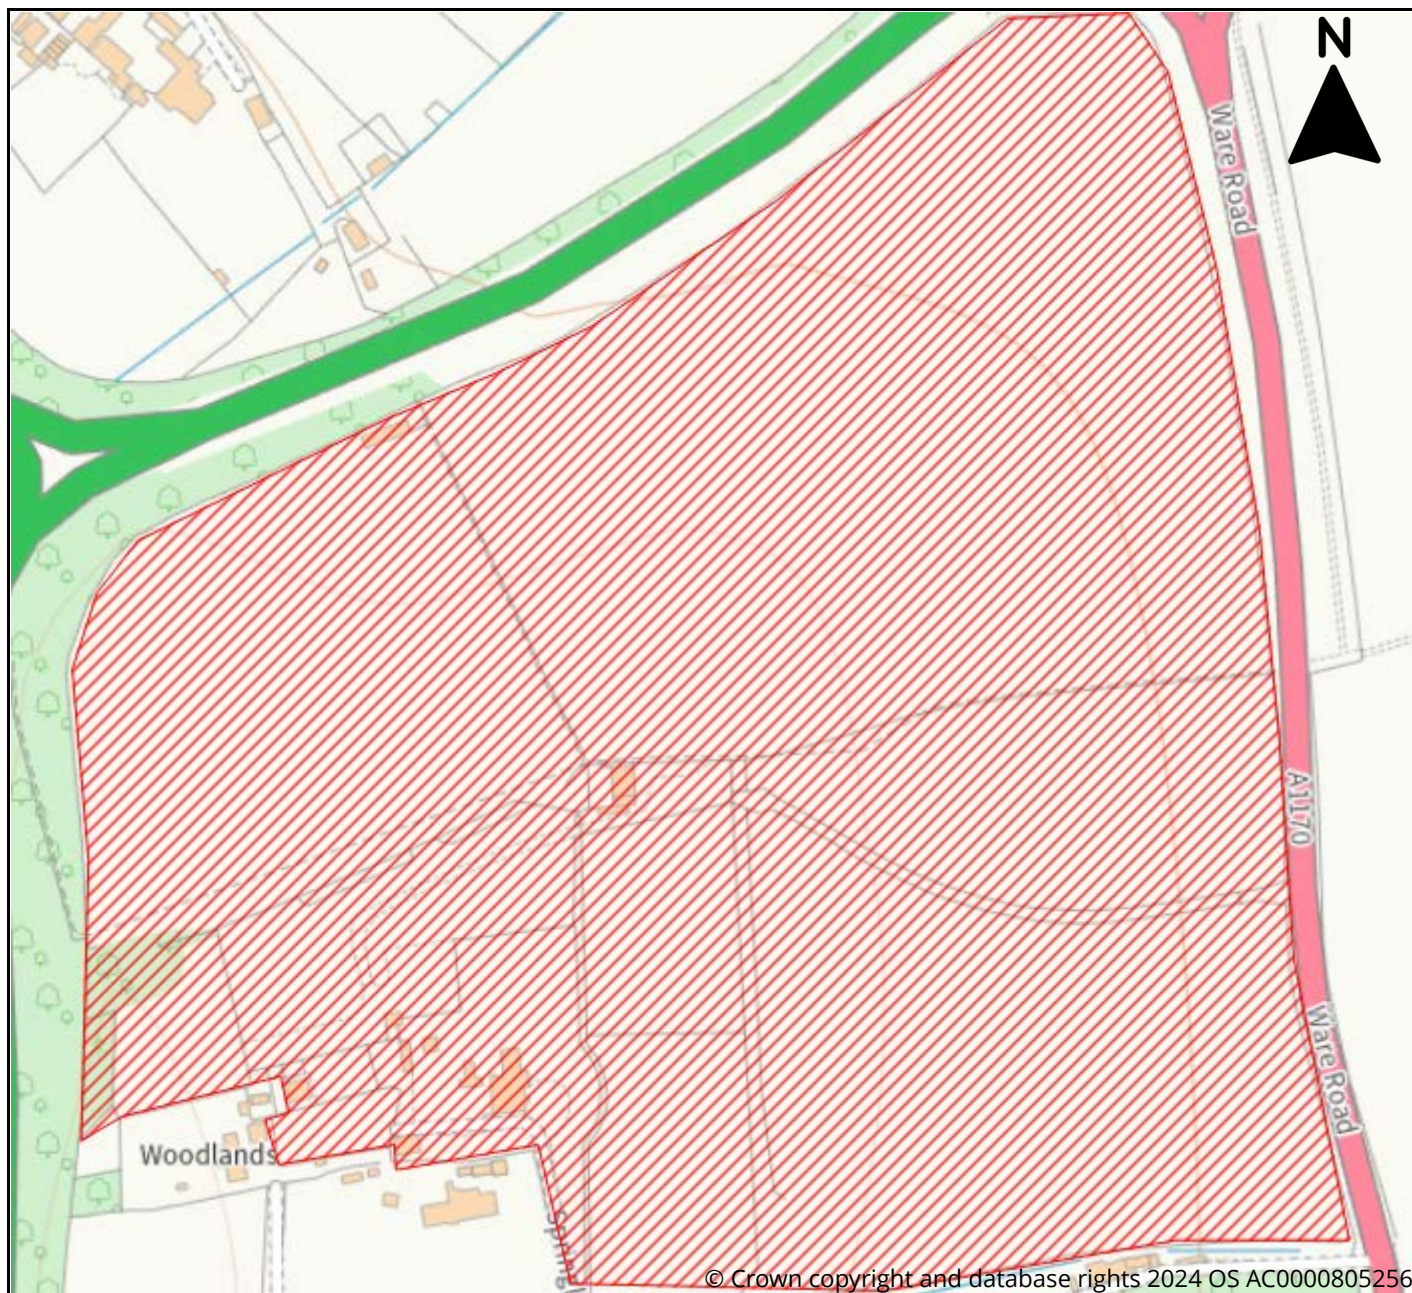 N
Ware Road
A1170
Ware Road
Woodlands
© Crown copyright and database rights 2024 OS AC0000805256